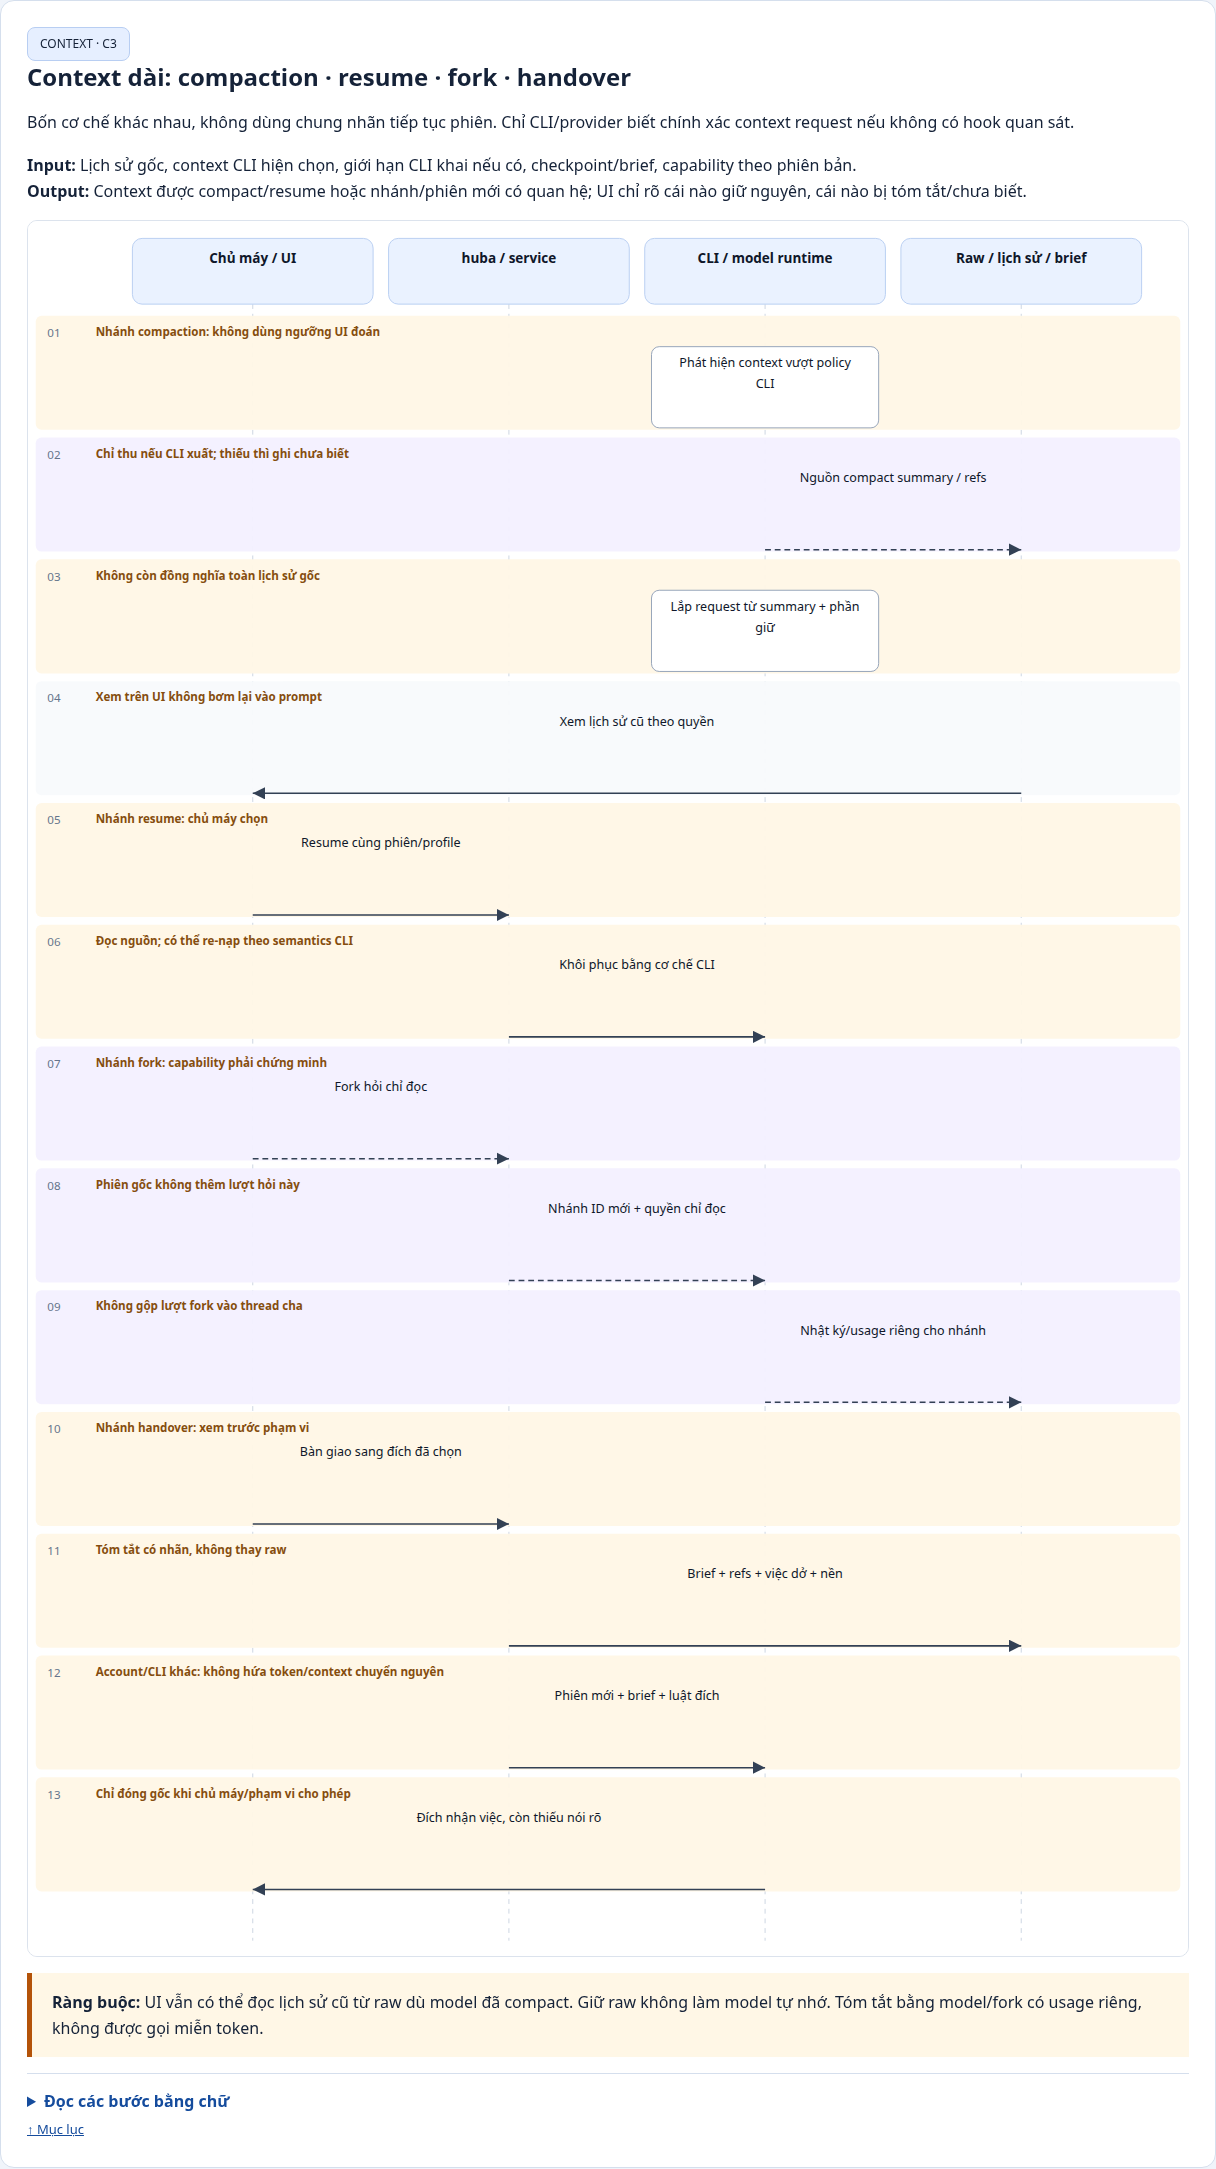 CONTEXT · C3
Context dài: compaction · resume · fork · handover
Bốn cơ chế khác nhau, không dùng chung nhãn tiếp tục phiên. Chỉ CLI/provider biết chính xác context request nếu không có hook quan sát.
Input: Lịch sử gốc, context CLI hiện chọn, giới hạn CLI khai nếu có, checkpoint/brief, capability theo phiên bản.
Output: Context được compact/resume hoặc nhánh/phiên mới có quan hệ; UI chỉ rõ cái nào giữ nguyên, cái nào bị tóm tắt/chưa biết.
Chủ máy / UI
huba / service
CLI / model runtime
Raw / lịch sử / brief
01
Nhánh compaction: không dùng ngưỡng UI đoán
Phát hiện context vượt policy
CLI
02
Chỉ thu nếu CLI xuất; thiếu thì ghi chưa biết
Nguồn compact summary / refs
03
Không còn đồng nghĩa toàn lịch sử gốc
Lắp request từ summary + phần
giữ
04
Xem trên UI không bơm lại vào prompt
Xem lịch sử cũ theo quyền
05
Nhánh resume: chủ máy chọn
Resume cùng phiên/profile
06
Đọc nguồn; có thể re-nạp theo semantics CLI
Khôi phục bằng cơ chế CLI
07
Nhánh fork: capability phải chứng minh
Fork hỏi chỉ đọc
08
Phiên gốc không thêm lượt hỏi này
Nhánh ID mới + quyền chỉ đọc
09
Không gộp lượt fork vào thread cha
Nhật ký/usage riêng cho nhánh
10
Nhánh handover: xem trước phạm vi
Bàn giao sang đích đã chọn
11
Tóm tắt có nhãn, không thay raw
Brief + refs + việc dở + nền
12
Account/CLI khác: không hứa token/context chuyển nguyên
Phiên mới + brief + luật đích
13
Chỉ đóng gốc khi chủ máy/phạm vi cho phép
Đích nhận việc, còn thiếu nói rõ
Ràng buộc: UI vẫn có thể đọc lịch sử cũ từ raw dù model đã compact. Giữ raw không làm model tự nhớ. Tóm tắt bằng model/fork có usage riêng,
không được gọi miễn token.
▶ Đọc các bước bằng chữ
↑ Mục lục